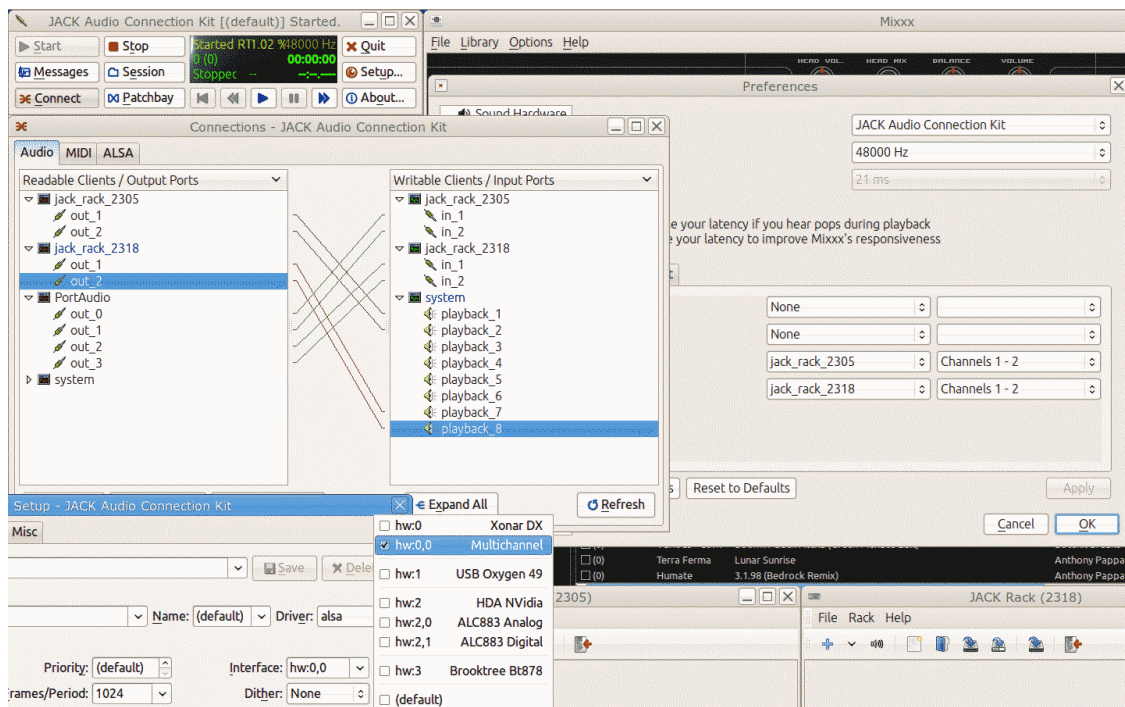 JACK Audio Connection Kit [(default)] Started.
Start
Stop
Started RT 1.02 % 48000 Hz
0 (0) 00:00:00
Stopped -- --:--.----
Quit
Messages
Session
Setup...
Connect
Patchbay
About...
Mixxx
File Library Options Help
HEAD VOL. HEAD MIX BALANCE VOLUME
Preferences
Sound Hardware
JACK Audio Connection Kit
48000 Hz
21 ms
e your latency if you hear pops during playback
e your latency to improve Mixxx's responsiveness
None
None
jack_rack_2305 Channels 1 - 2
jack_rack_2318 Channels 1 - 2
s Reset to Defaults Apply
Cancel OK
Connections - JACK Audio Connection Kit
Audio MIDI ALSA
Readable Clients / Output Ports
jack_rack_2305
out_1
out_2
jack_rack_2318
out_1
out_2
PortAudio
out_0
out_1
out_2
out_3
system
Writable Clients / Input Ports
jack_rack_2305
in_1
in_2
jack_rack_2318
in_1
in_2
system
playback_1
playback_2
playback_3
playback_4
playback_5
playback_6
playback_7
playback_8
Expand All
Refresh
Setup - JACK Audio Connection Kit
Misc
Save Dele
Name: (default) Driver: alsa
Priority: (default) Interface: hw:0,0
rames/Period: 1024 Dither: None
hw:0 Xonar DX
hw:0,0 Multichannel
hw:1 USB Oxygen 49
hw:2 HDA NVidia
hw:2,0 ALC883 Analog
hw:2,1 ALC883 Digital
hw:3 Brooktree Bt878
(default)
(0) Terra Ferma Lunar Sunrise Anthony Pappa
(0) Humate 3.1.98 (Bedrock Remix) Anthony Pappa
2305)
JACK Rack (2318)
File Rack Help